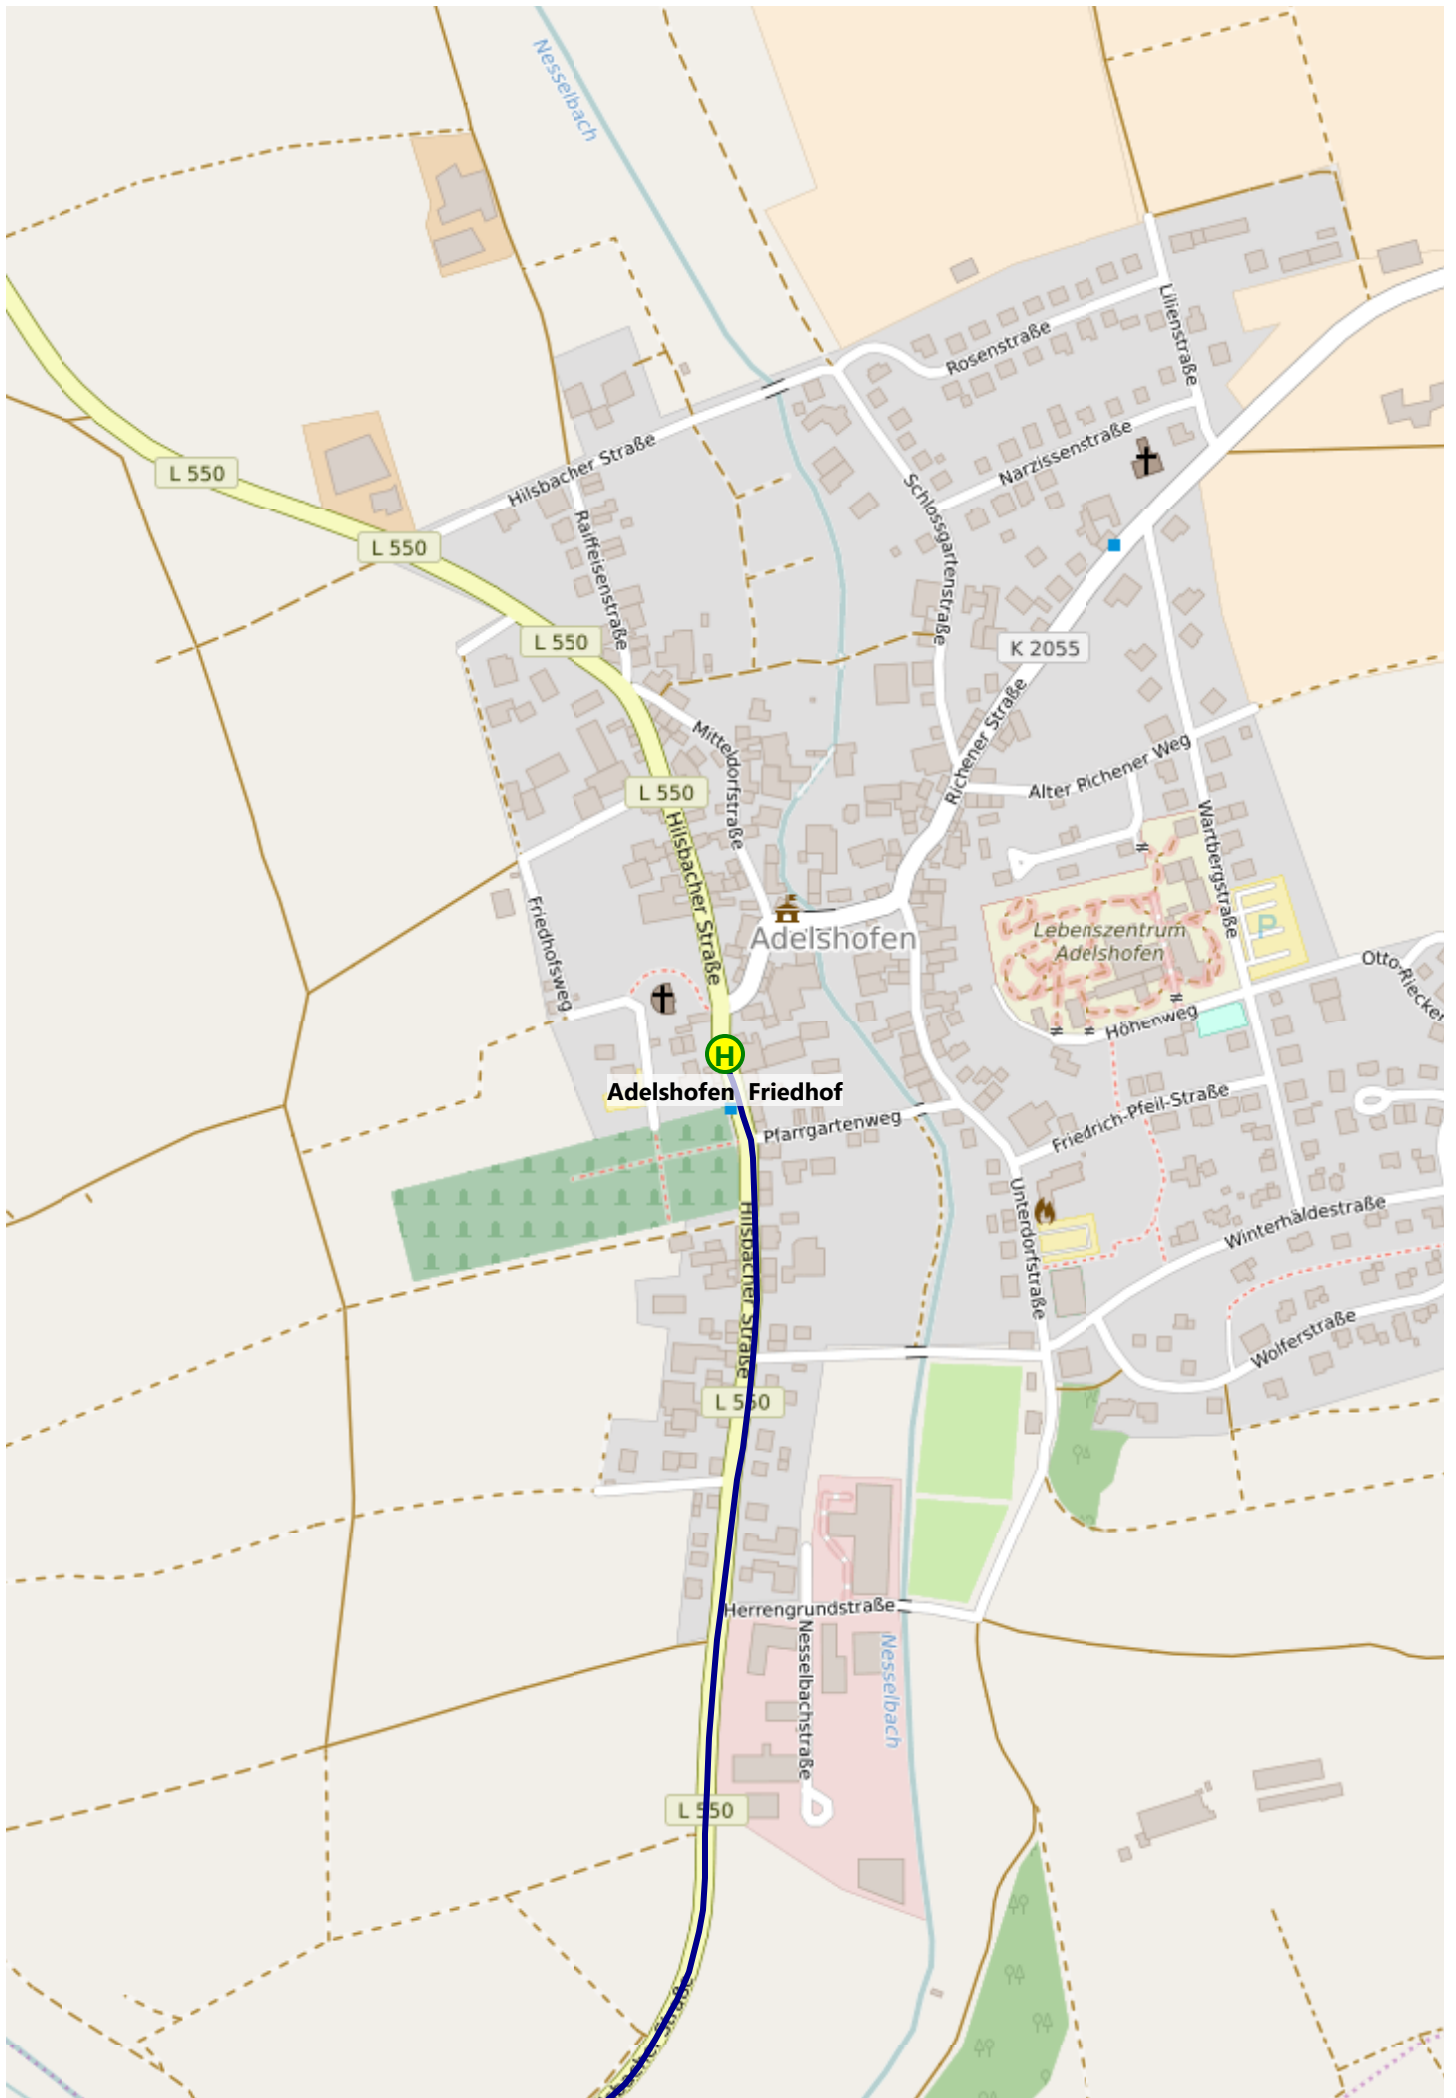 Nesselbach
Lilienstraße
Rosenstraße
L 550
Hilsbacher Straße
Narzissenstraße
Schlossgartenstraße
L 550
Raiffeisenstraße
L 550
K 2055
Richener Straße
Mitteldorfstraße
Alter Richener Weg
L 550
Hilsbacher Straße
Wartbergstraße
Friedhofsweg
Adelshofen
P
Lebenszentrum
Adelshofen
Otto-Riecker
Höhenweg
H
Adelshofen Friedhof
Friedrich-Pfeil-Straße
Pfarrgartenweg
Unterdorfstraße
Winterhäldestraße
Hilsbacher Straße
Wolferstraße
L 550
Herrengrundstraße
Nesselbachstraße
Nesselbach
L 550